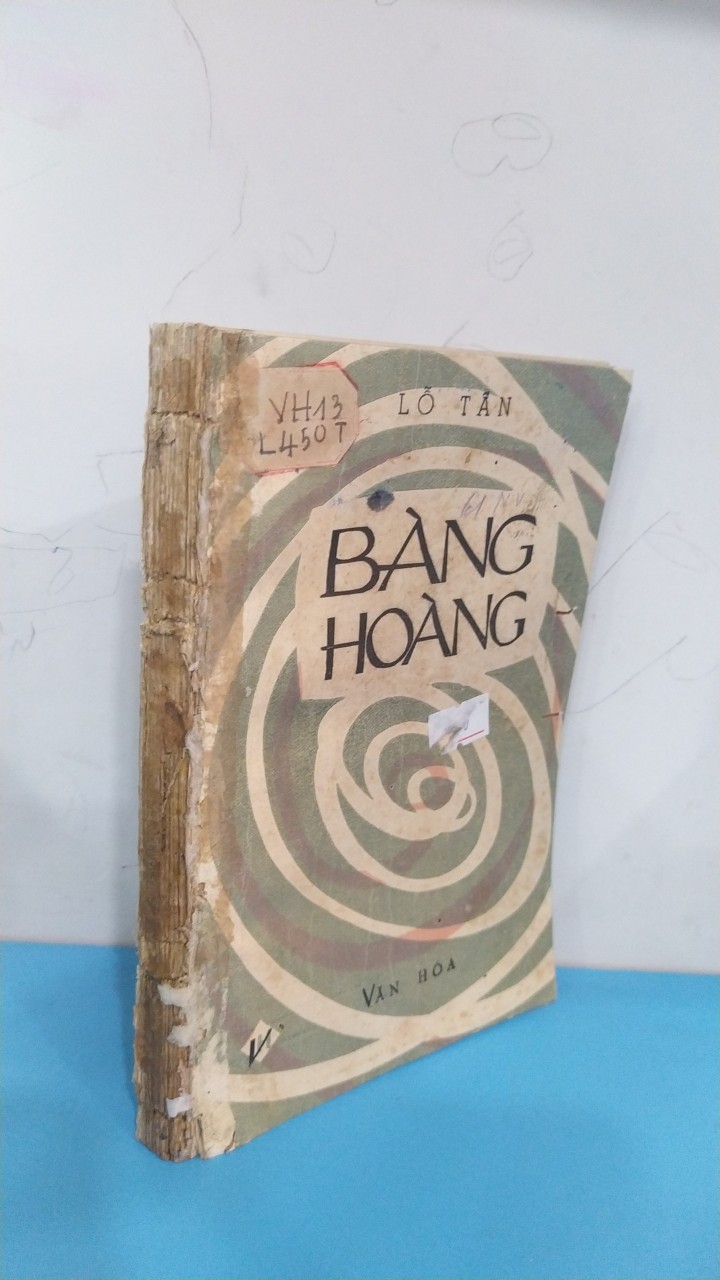 VH13
L450T
LỖ TẤN
BÀNG
HOÀNG
VĂN HÓA